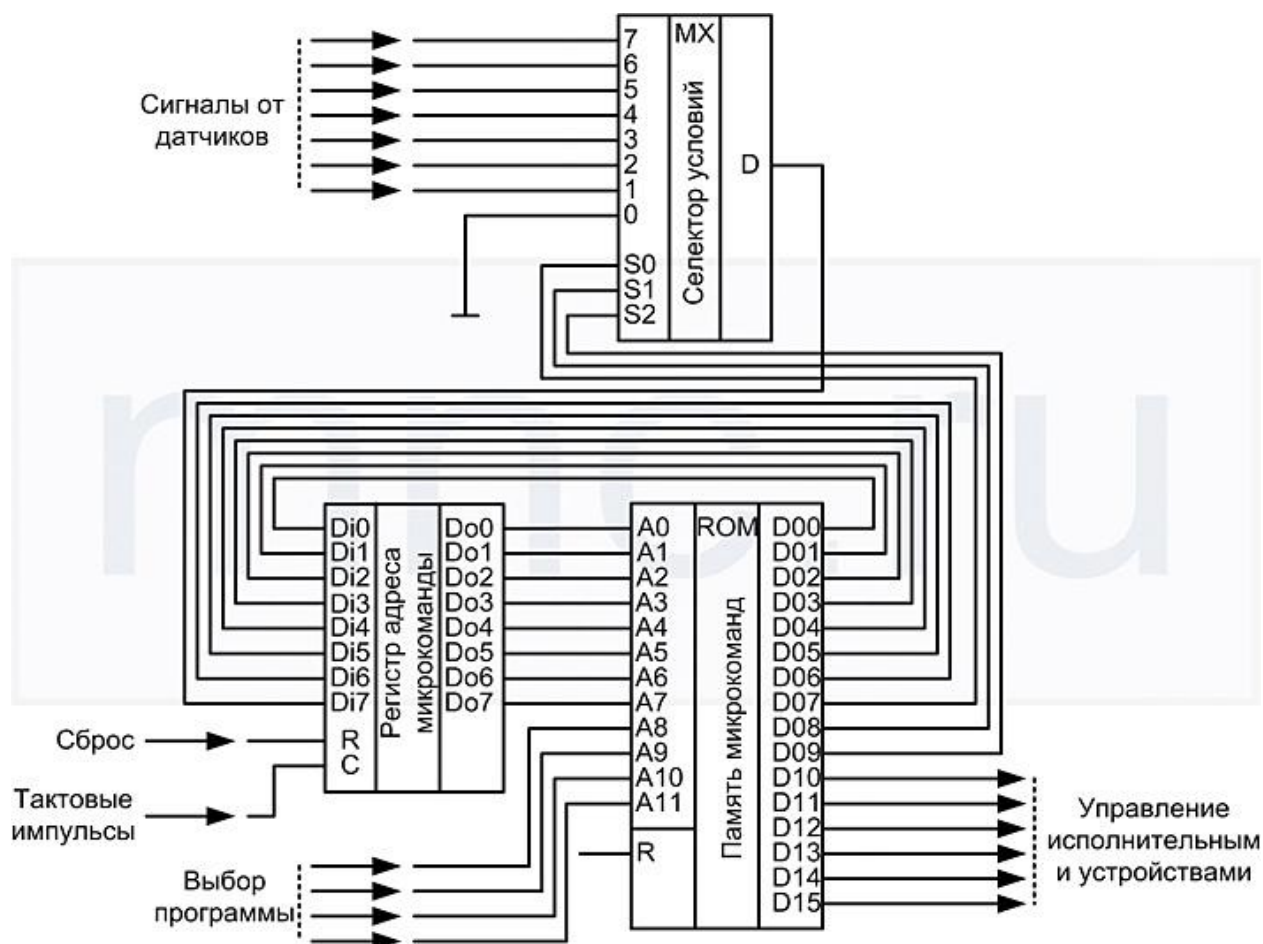 7
MX
6
5
4
3
2
1
0
Сигналы от
датчиков
Селектор условий
D
S0
S1
S2
Di0
Di1
Di2
Di3
Di4
Di5
Di6
Di7
R
C
Регистр адреса
микрокоманды
Do0
Do1
Do2
Do3
Do4
Do5
Do6
Do7
A0
A1
A2
A3
A4
A5
A6
A7
A8
A9
A10
A11
R
ROM
Память микрокоманд
D00
D01
D02
D03
D04
D05
D06
D07
D08
D09
D10
D11
D12
D13
D14
D15
Сброс
Тактовые
импульсы
Выбор
программы
Управление
исполнительным
и устройствами